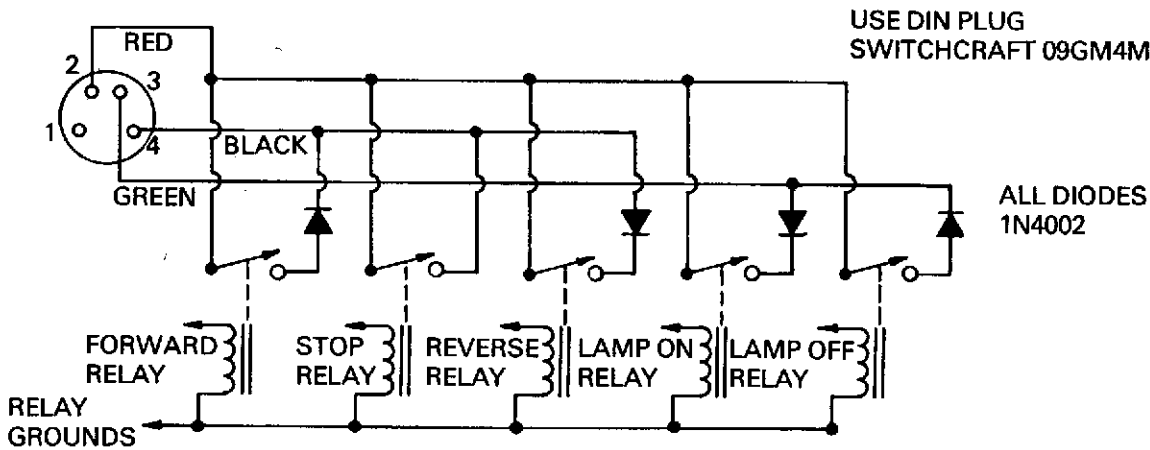 USE DIN PLUG
SWITCHCRAFT 09GM4M
RED
2
3
1
4
BLACK
GREEN
ALL DIODES
1N4002
FORWARD
RELAY
STOP
RELAY
REVERSE
RELAY
LAMP ON
RELAY
LAMP OFF
RELAY
RELAY
GROUNDS